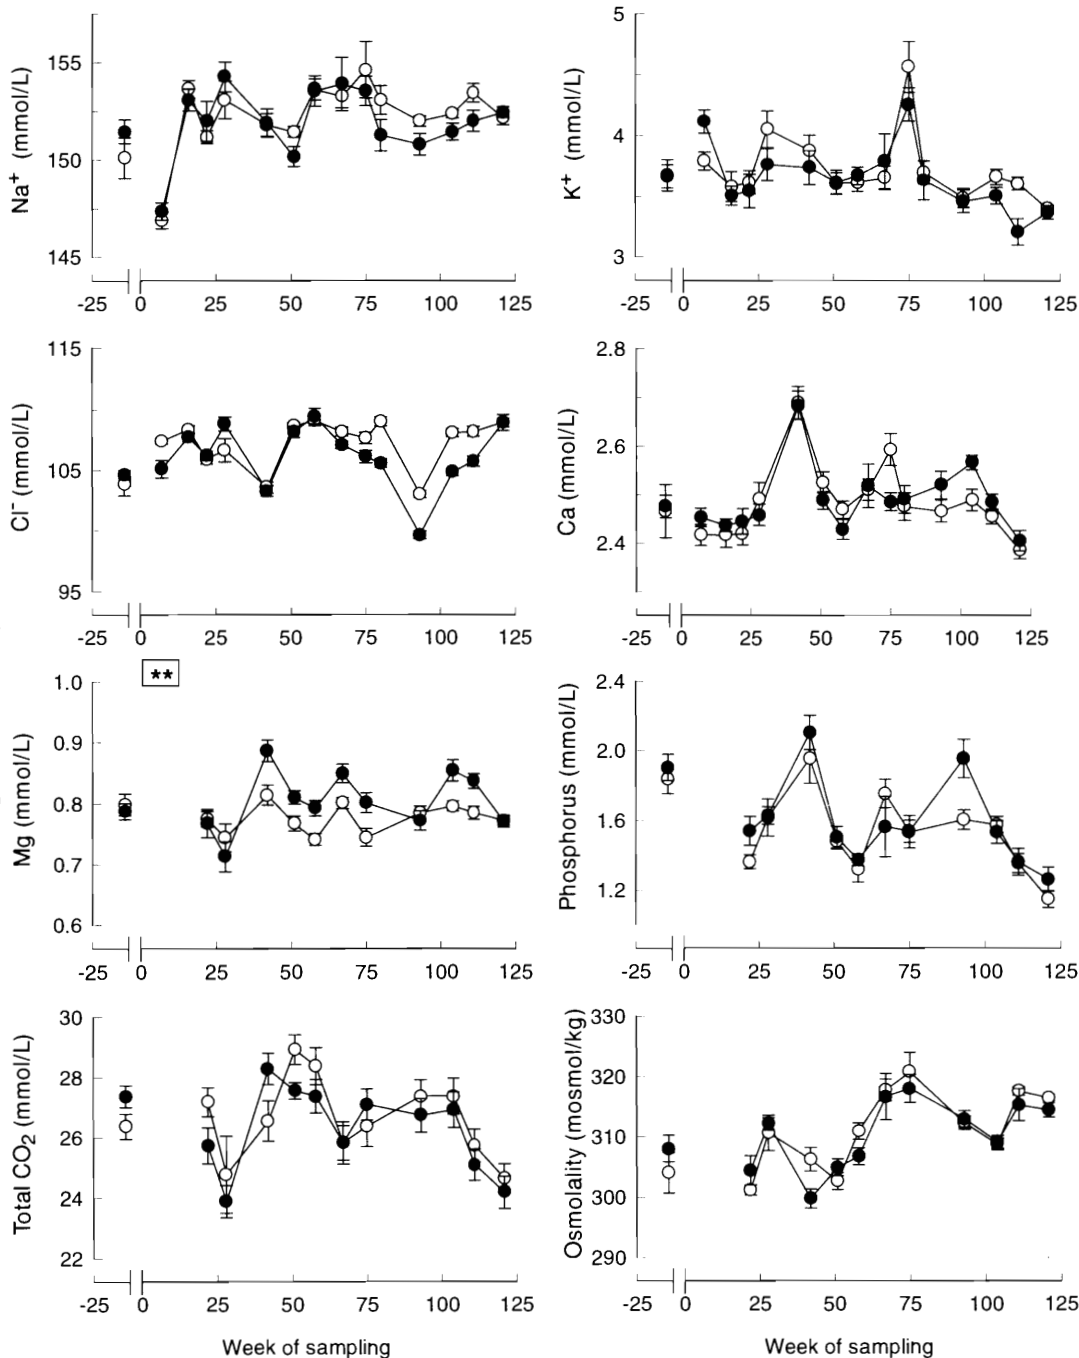 Na⁺ (mmol/L)
155
150
145
-25 0 25 50 75 100 125
K⁺ (mmol/L)
5
4
3
-25 0 25 50 75 100 125
Cl⁻ (mmol/L)
115
105
95
-25 0 25 50 75 100 125
Ca (mmol/L)
2.8
2.6
2.4
-25 0 25 50 75 100 125
**
Mg (mmol/L)
1.0
0.9
0.8
0.7
0.6
-25 0 25 50 75 100 125
Phosphorus (mmol/L)
2.4
2.0
1.6
1.2
-25 0 25 50 75 100 125
Total CO₂ (mmol/L)
30
28
26
24
22
-25 0 25 50 75 100 125
Week of sampling
Osmolality (mosmol/kg)
330
320
310
300
290
-25 0 25 50 75 100 125
Week of sampling